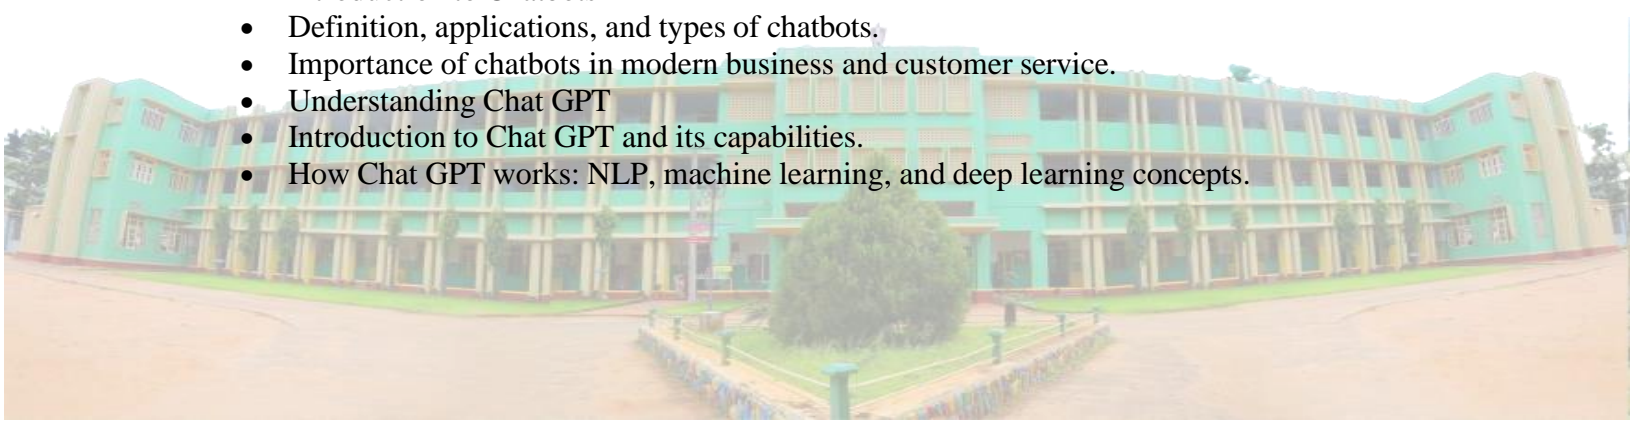 • Definition, applications, and types of chatbots.
• Importance of chatbots in modern business and customer service.
• Understanding Chat GPT
• Introduction to Chat GPT and its capabilities.
• How Chat GPT works: NLP, machine learning, and deep learning concepts.